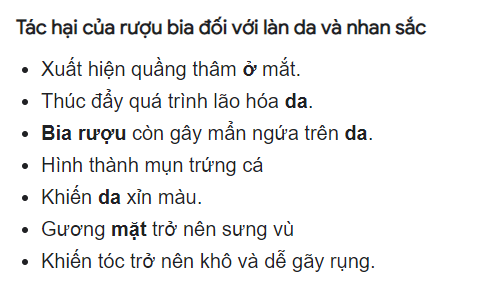 Tác hại của rượu bia đối với làn da và nhan sắc
• Xuất hiện quầng thâm ở mắt.
• Thúc đẩy quá trình lão hóa da.
• Bia rượu còn gây mẩn ngứa trên da.
• Hình thành mụn trứng cá
• Khiến da xỉn màu.
• Gương mặt trở nên sưng vù
• Khiến tóc trở nên khô và dễ gãy rụng.